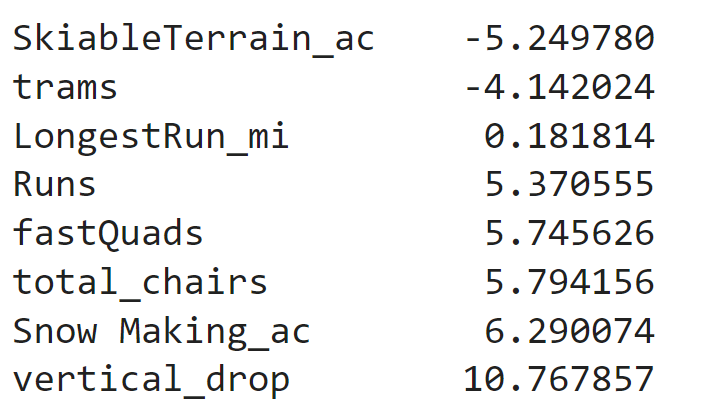 SkiableTerrain_ac    -5.249780
trams                -4.142024
LongestRun_mi         0.181814
Runs                  5.370555
fastQuads             5.745626
total_chairs          5.794156
Snow Making_ac        6.290074
vertical_drop        10.767857